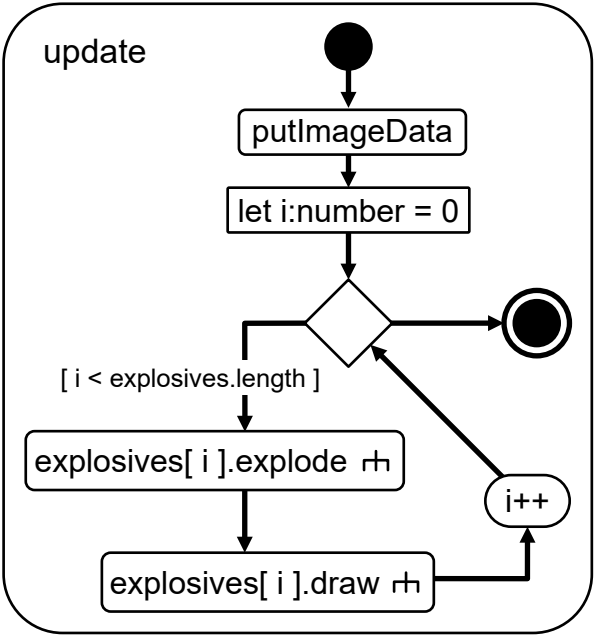 update
putImageData
let i:number = 0
[ i < explosives.length ]
explosives[ i ].explode
i++
explosives[ i ].draw